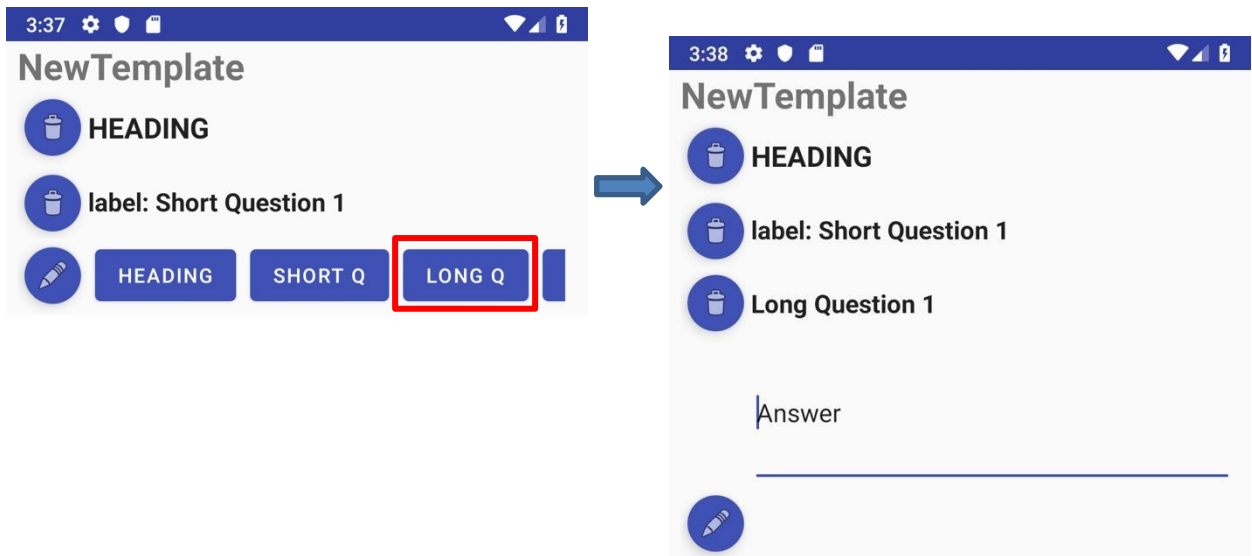 3:37
NewTemplate
HEADING
label: Short Question 1
HEADING SHORT Q LONG Q
3:38
NewTemplate
HEADING
label: Short Question 1
Long Question 1
Answer